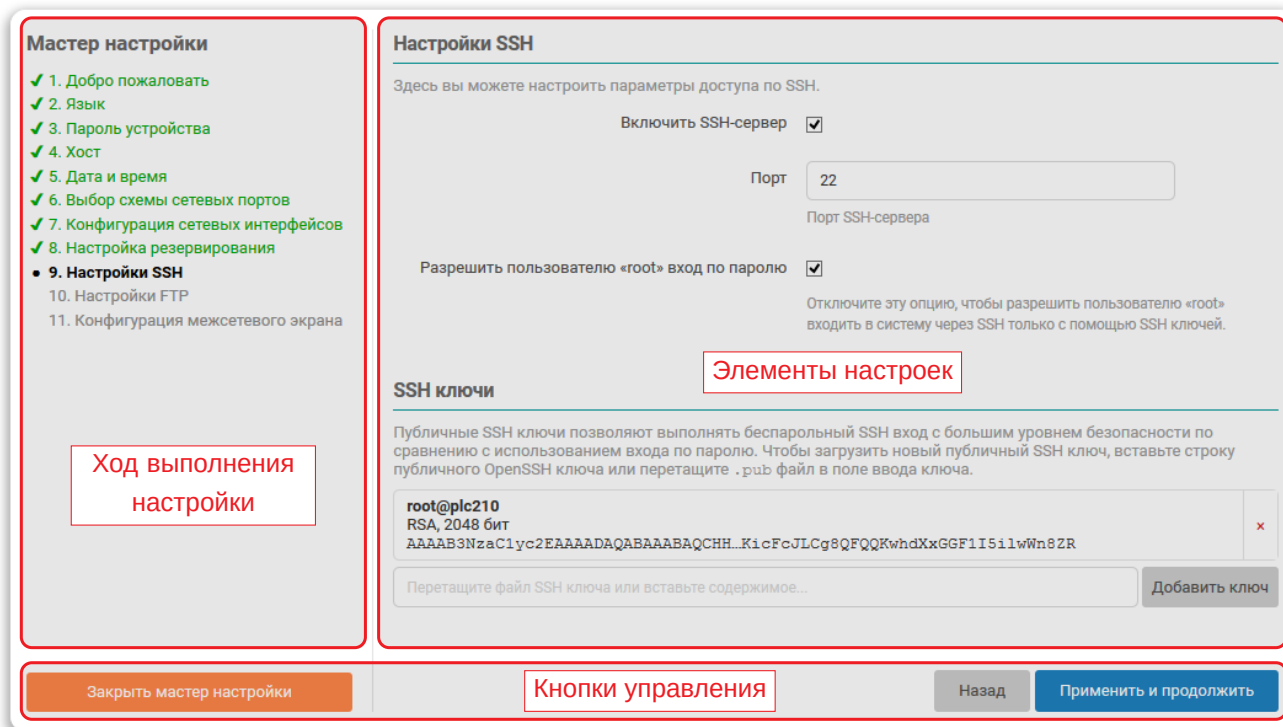 Мастер настройки
✔ 1. Добро пожаловать
✔ 2. Язык
✔ 3. Пароль устройства
✔ 4. Хост
✔ 5. Дата и время
✔ 6. Выбор схемы сетевых портов
✔ 7. Конфигурация сетевых интерфейсов
✔ 8. Настройка резервирования
● 9. Настройки SSH
10. Настройки FTP
11. Конфигурация межсетевого экрана
Ход выполнения
настройки
Настройки SSH
Здесь вы можете настроить параметры доступа по SSH.
Включить SSH-сервер
Порт 22
Порт SSH-сервера
Разрешить пользователю «root» вход по паролю
Отключите эту опцию, чтобы разрешить пользователю «root»
входить в систему через SSH только с помощью SSH ключей.
Элементы настроек
SSH ключи
Публичные SSH ключи позволяют выполнять беспарольный SSH вход с большим уровнем безопасности по
сравнению с использованием входа по паролю. Чтобы загрузить новый публичный SSH ключ, вставьте строку
публичного OpenSSH ключа или перетащите .pub файл в поле ввода ключа.
root@plc210
RSA, 2048 бит
AAAAB3NzaC1yc2EAAAADAQABAAABAQCHH…KicFcJLCg8QFQQKwhdXxGGF1I5ilwWn8ZR
×
Перетащите файл SSH ключа или вставьте содержимое...
Добавить ключ
Закрыть мастер настройки
Кнопки управления
Назад
Применить и продолжить